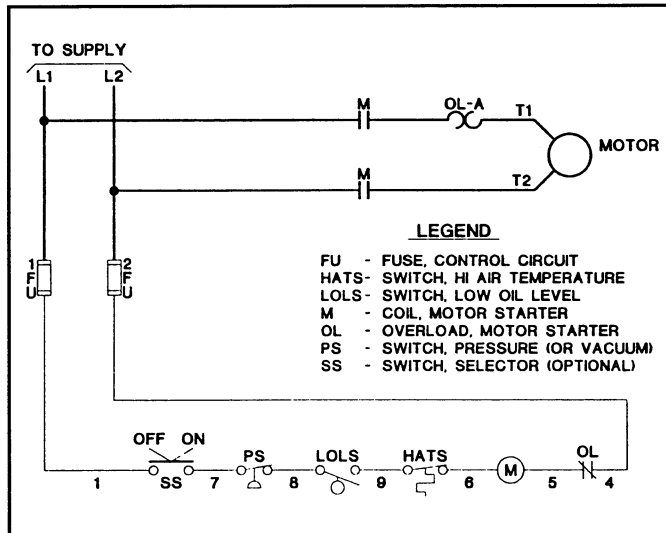 TO SUPPLY
L1 L2
M OL-A T1
MOTOR
M T2
LEGEND
1 FU 2 FU
FU - FUSE, CONTROL CIRCUIT
HATS- SWITCH, HI AIR TEMPERATURE
LOLS- SWITCH, LOW OIL LEVEL
M - COIL, MOTOR STARTER
OL - OVERLOAD, MOTOR STARTER
PS - SWITCH, PRESSURE (OR VACUUM)
SS - SWITCH, SELECTOR (OPTIONAL)
OFF ON PS LOLS HATS OL
M
1 SS 7 8 9 6 5 4